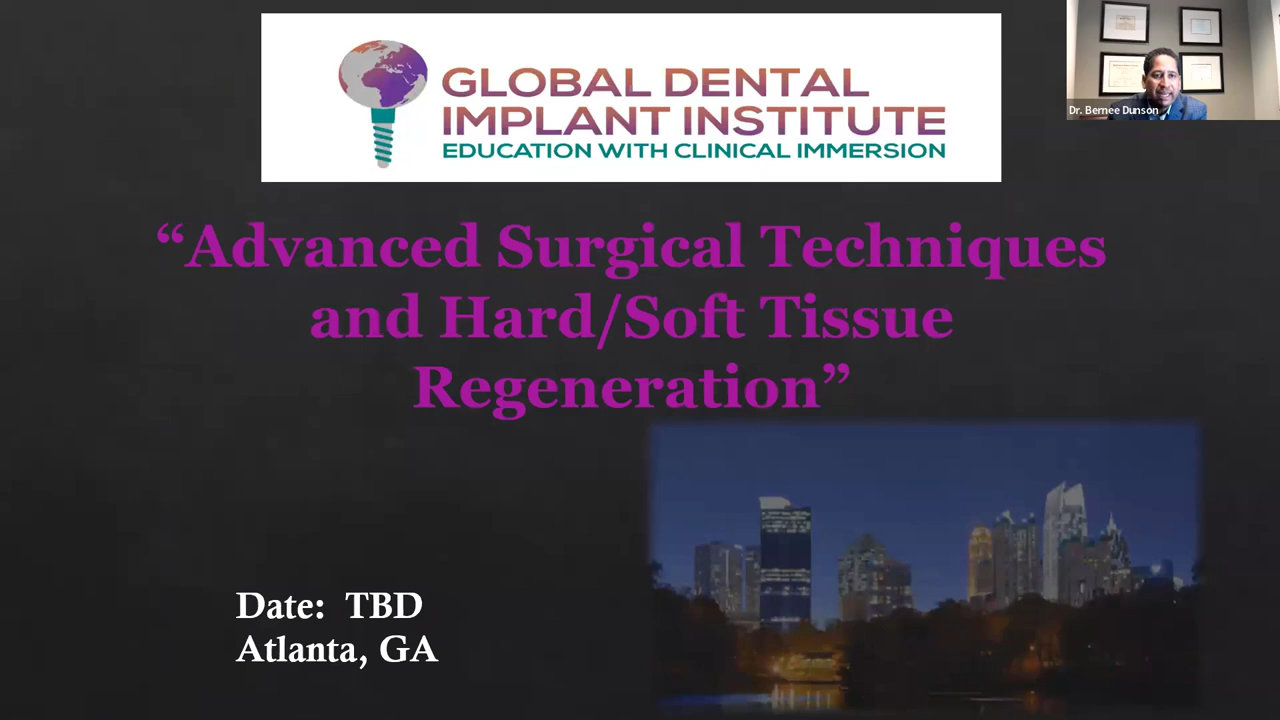 GLOBAL DENTAL
IMPLANT INSTITUTE
EDUCATION WITH CLINICAL IMMERSION
Dr. Bernee Dunson
“Advanced Surgical Techniques
and Hard/Soft Tissue
Regeneration”
Date: TBD
Atlanta, GA